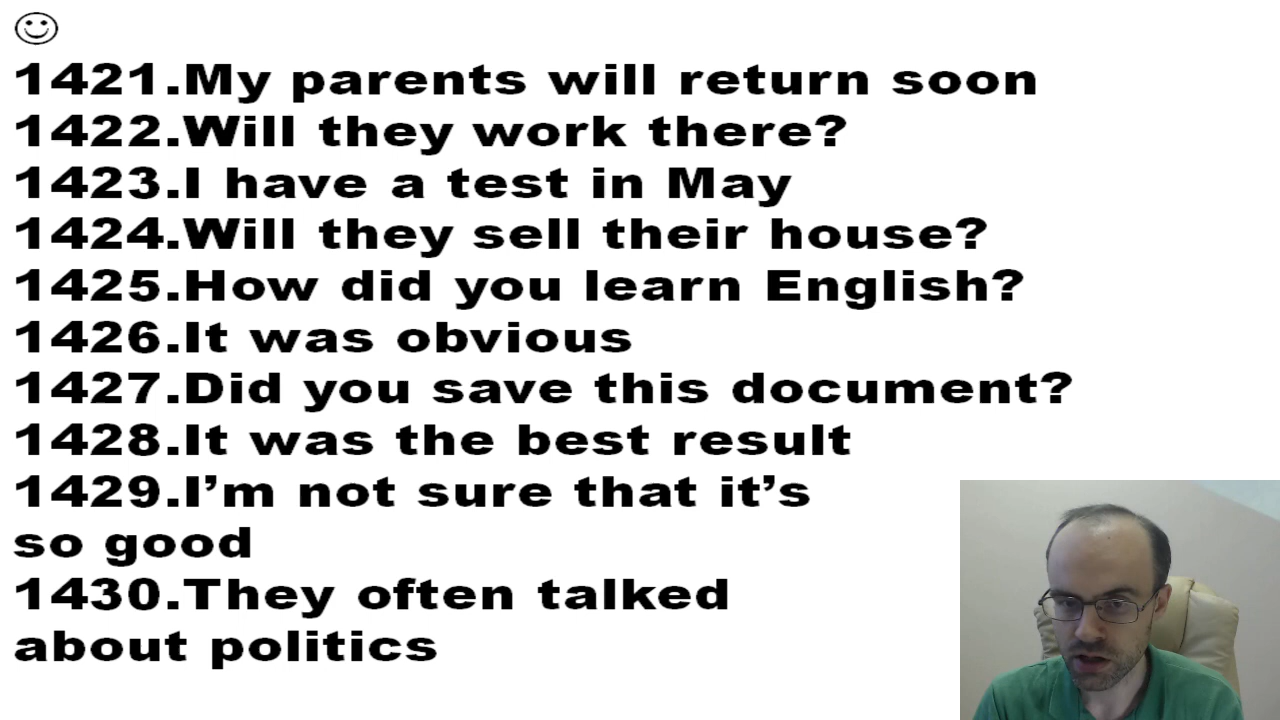 1421.My parents will return soon
1422.Will they work there?
1423.I have a test in May
1424.Will they sell their house?
1425.How did you learn English?
1426.It was obvious
1427.Did you save this document?
1428.It was the best result
1429.I’m not sure that it’s
so good
1430.They often talked
about politics